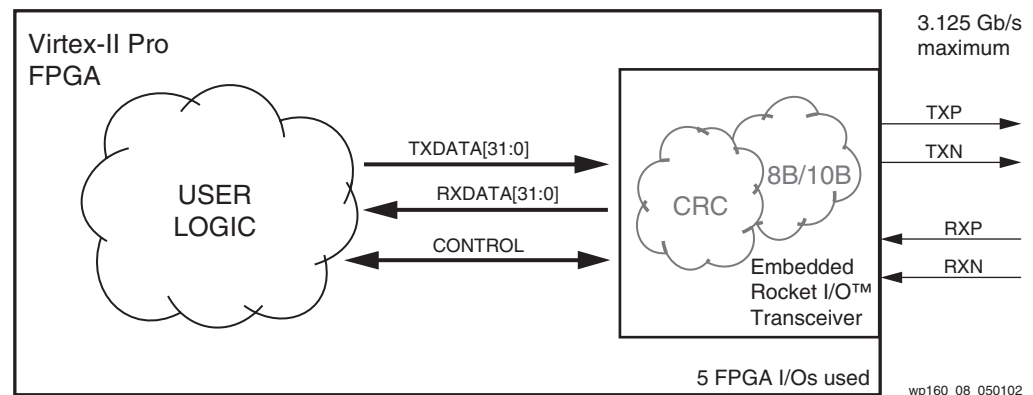 Virtex-II Pro
FPGA
3.125 Gb/s
maximum
USER
LOGIC
TXDATA[31:0]
RXDATA[31:0]
CONTROL
CRC
8B/10B
Embedded
Rocket I/O™
Transceiver
TXP
TXN
RXP
RXN
5 FPGA I/Os used
wp160_08_050102